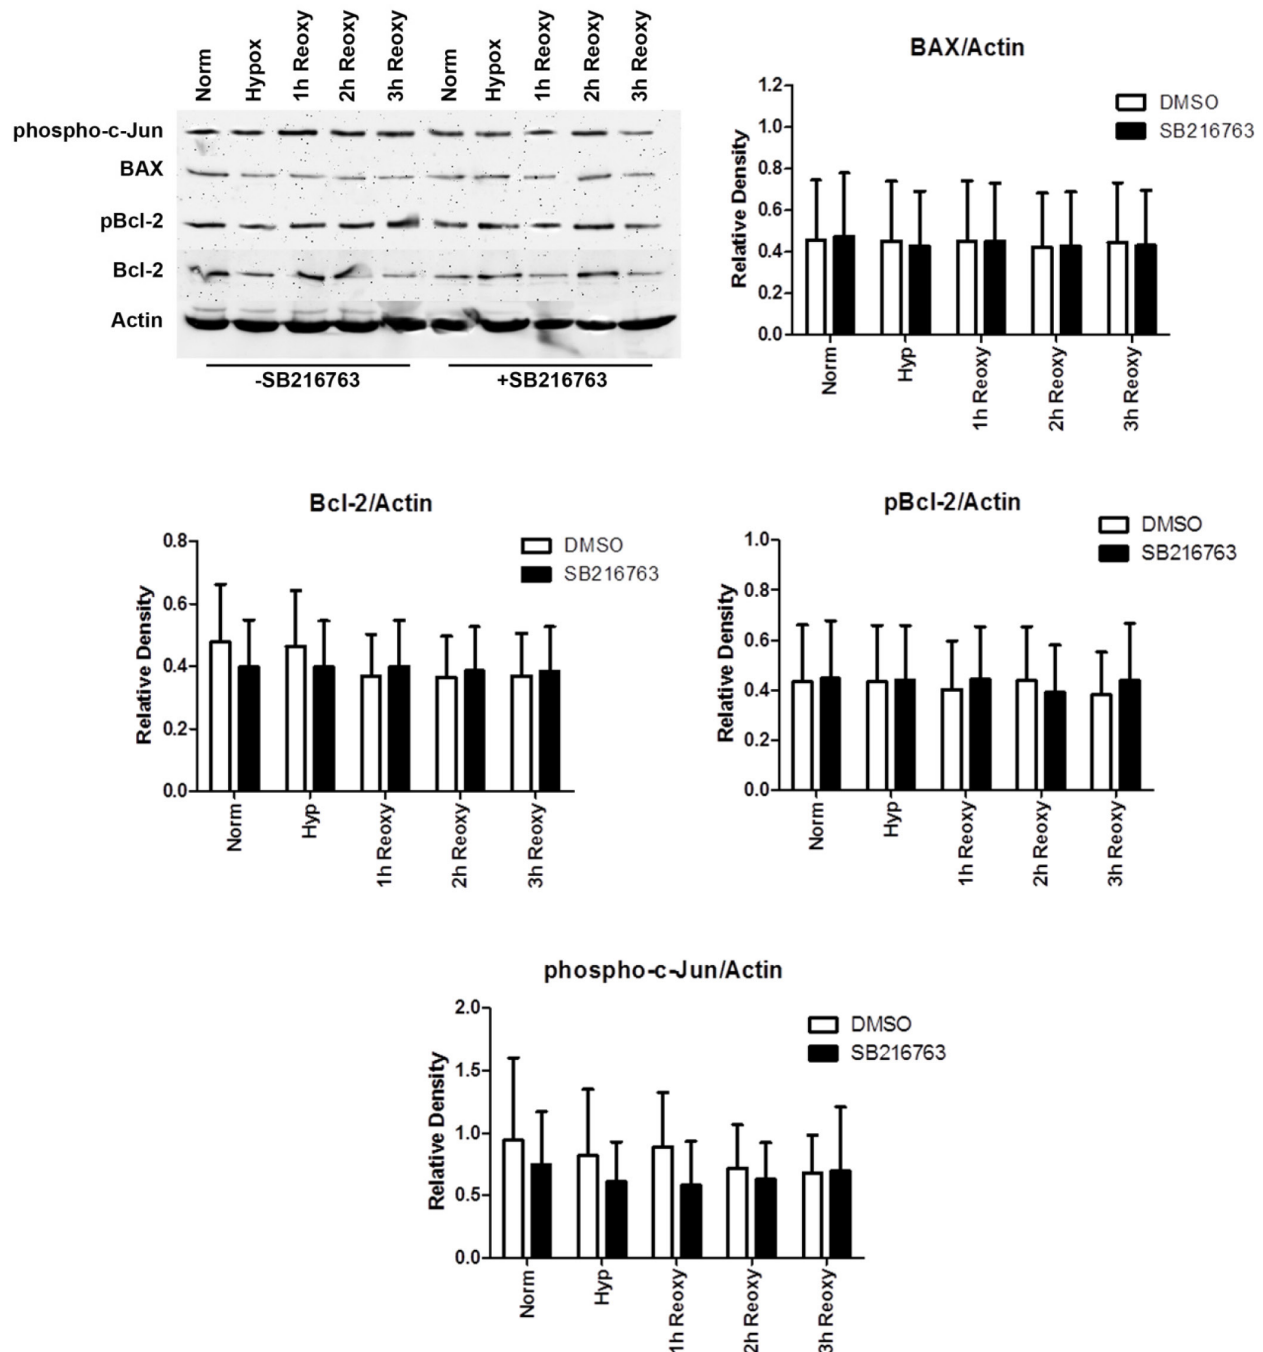 Norm Hypox 1h Reoxy 2h Reoxy 3h Reoxy Norm Hypox 1h Reoxy 2h Reoxy 3h Reoxy
phospho-c-Jun
BAX
pBcl-2
Bcl-2
Actin
-SB216763 +SB216763
BAX/Actin
DMSO
SB216763
Relative Density
1.2
1.0
0.8
0.6
0.4
0.2
0.0
Norm Hyp 1h Reoxy 2h Reoxy 3h Reoxy
Bcl-2/Actin
DMSO
SB216763
Relative Density
0.8
0.6
0.4
0.2
0.0
Norm Hyp 1h Reoxy 2h Reoxy 3h Reoxy
pBcl-2/Actin
DMSO
SB216763
Relative Density
1.0
0.8
0.6
0.4
0.2
0.0
Norm Hyp 1h Reoxy 2h Reoxy 3h Reoxy
phospho-c-Jun/Actin
DMSO
SB216763
Relative Density
2.0
1.5
1.0
0.5
0.0
Norm Hyp 1h Reoxy 2h Reoxy 3h Reoxy